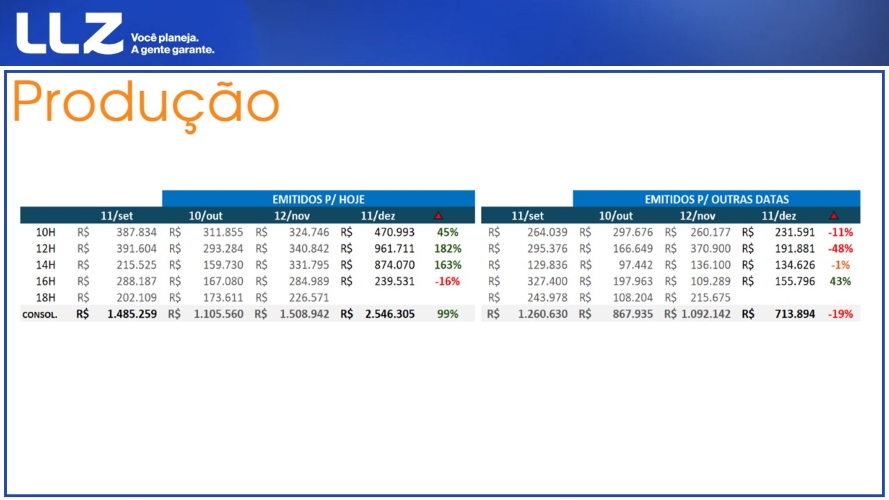 LLZ Você planeja.
A gente garante.
Produção
EMITIDOS P/ HOJE EMITIDOS P/ OUTRAS DATAS
11/set 10/out 12/nov 11/dez 11/set 10/out 12/nov 11/dez
10H R$ 387.834 R$ 311.855 R$ 324.746 R$ 470.993 45% R$ 264.039 R$ 297.676 R$ 260.177 R$ 231.591 -11%
12H R$ 391.604 R$ 293.284 R$ 340.842 R$ 961.711 182% R$ 295.376 R$ 166.649 R$ 370.900 R$ 191.881 -48%
14H R$ 215.525 R$ 159.730 R$ 331.795 R$ 874.070 163% R$ 129.836 R$ 97.442 R$ 136.100 R$ 134.626 -1%
16H R$ 288.187 R$ 167.080 R$ 284.989 R$ 239.531 -16% R$ 327.400 R$ 197.963 R$ 109.289 R$ 155.796 43%
18H R$ 202.109 R$ 173.611 R$ 226.571 R$ 243.978 R$ 108.204 R$ 215.675
CONSOL. R$ 1.485.259 R$ 1.105.560 R$ 1.508.942 R$ 2.546.305 99% R$ 1.260.630 R$ 867.935 R$ 1.092.142 R$ 713.894 -19%